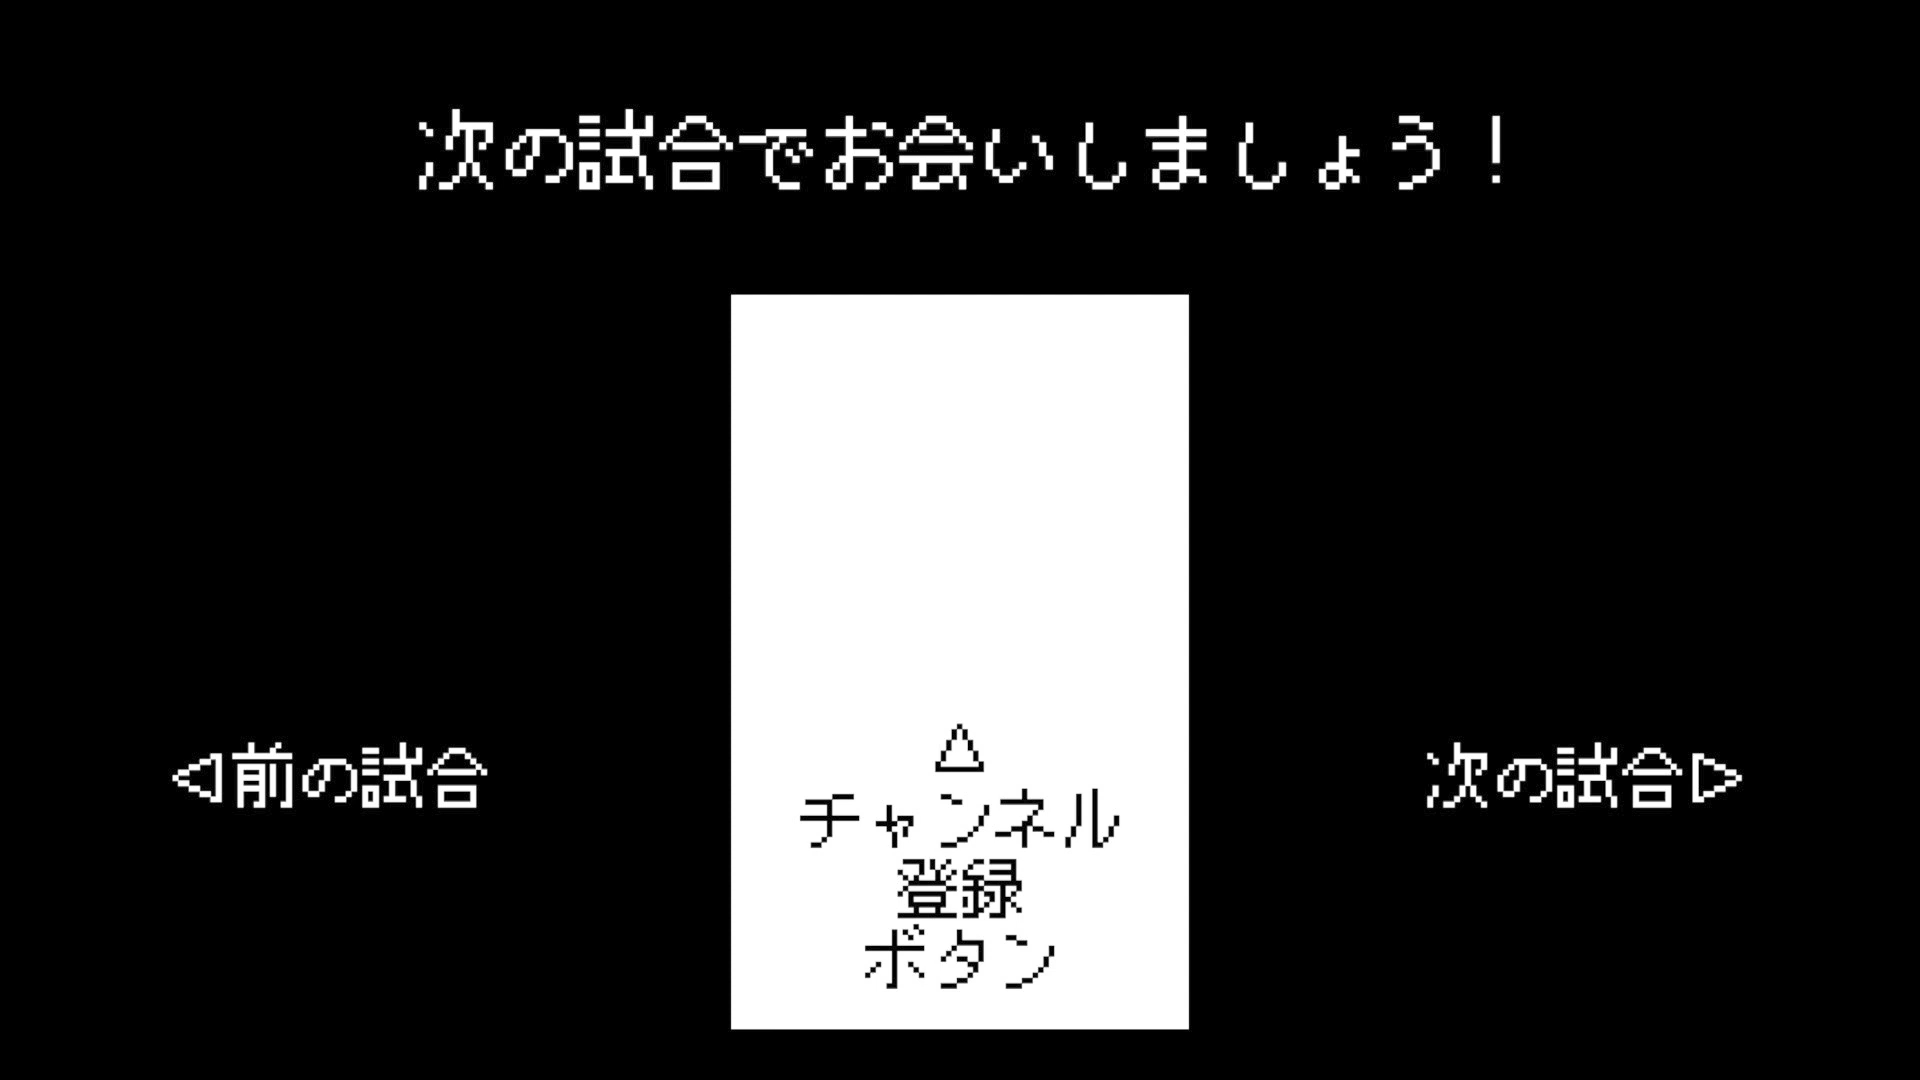 次の試合でお会いしましょう！
◁前の試合
次の試合▷
△
チャンネル
登録
ボタン